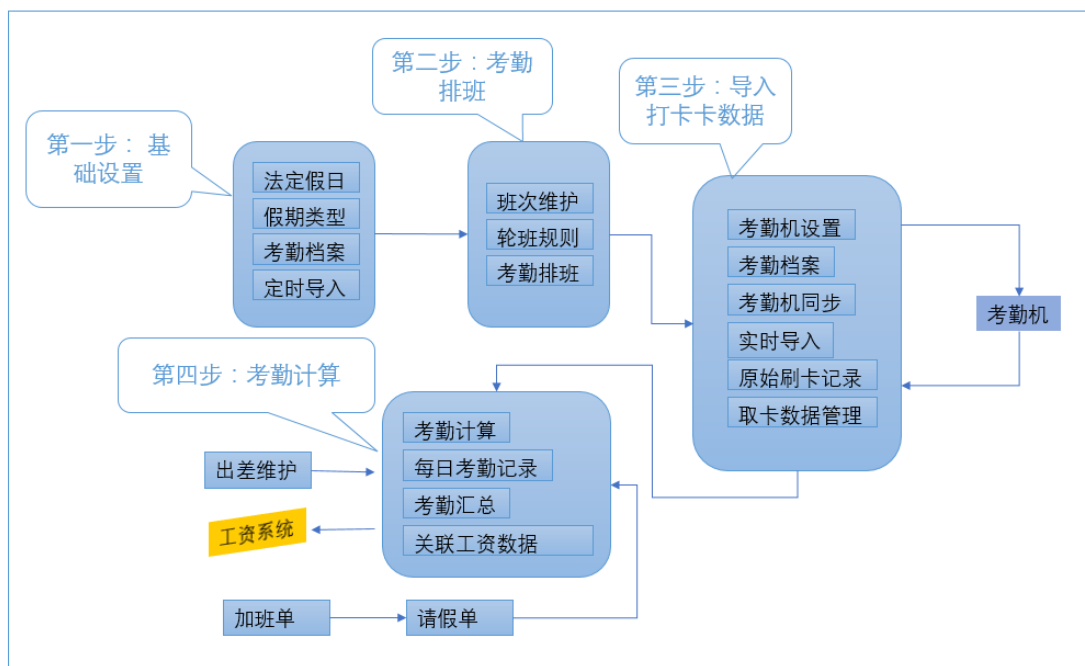 第一步： 基
础设置
法定假日
假期类型
考勤档案
定时导入
第二步：考勤
排班
班次维护
轮班规则
考勤排班
第三步：导入
打卡卡数据
考勤机设置
考勤档案
考勤机同步
实时导入
原始刷卡记录
取卡数据管理
考勤机
第四步：考勤计算
考勤计算
每日考勤记录
考勤汇总
关联工资数据
出差维护
工资系统
加班单
请假单